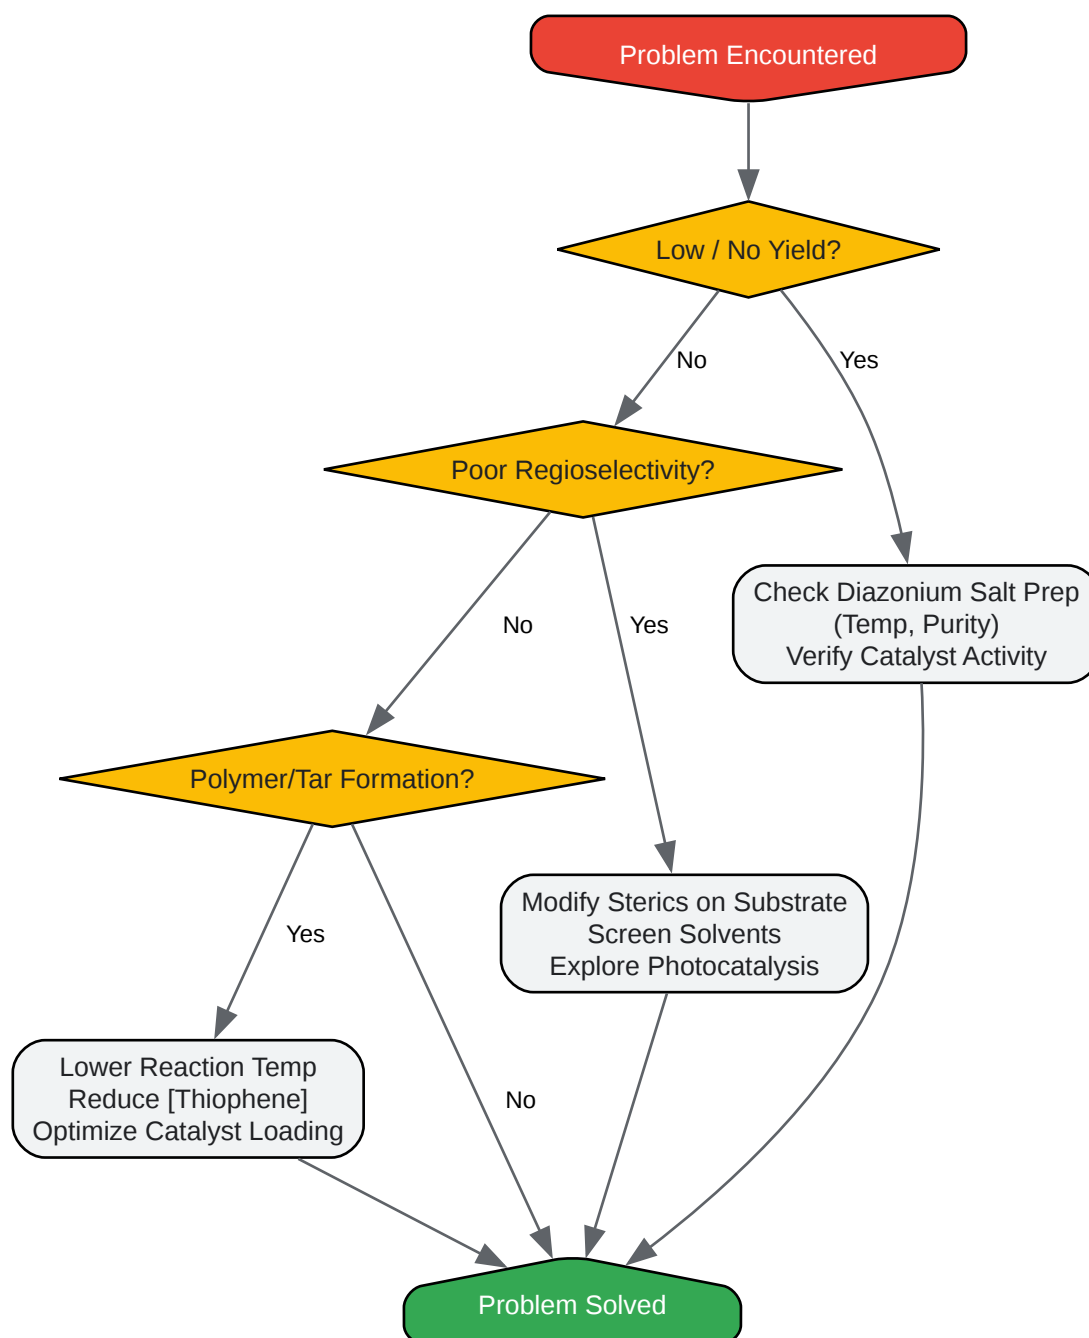 Problem Encountered
Low / No Yield?
No
Yes
Poor Regioselectivity?
Check Diazonium Salt Prep
(Temp, Purity)
Verify Catalyst Activity
No
Yes
Polymer/Tar Formation?
Modify Sterics on Substrate
Screen Solvents
Explore Photocatalysis
Yes
Lower Reaction Temp
Reduce [Thiophene]
Optimize Catalyst Loading
No
Problem Solved